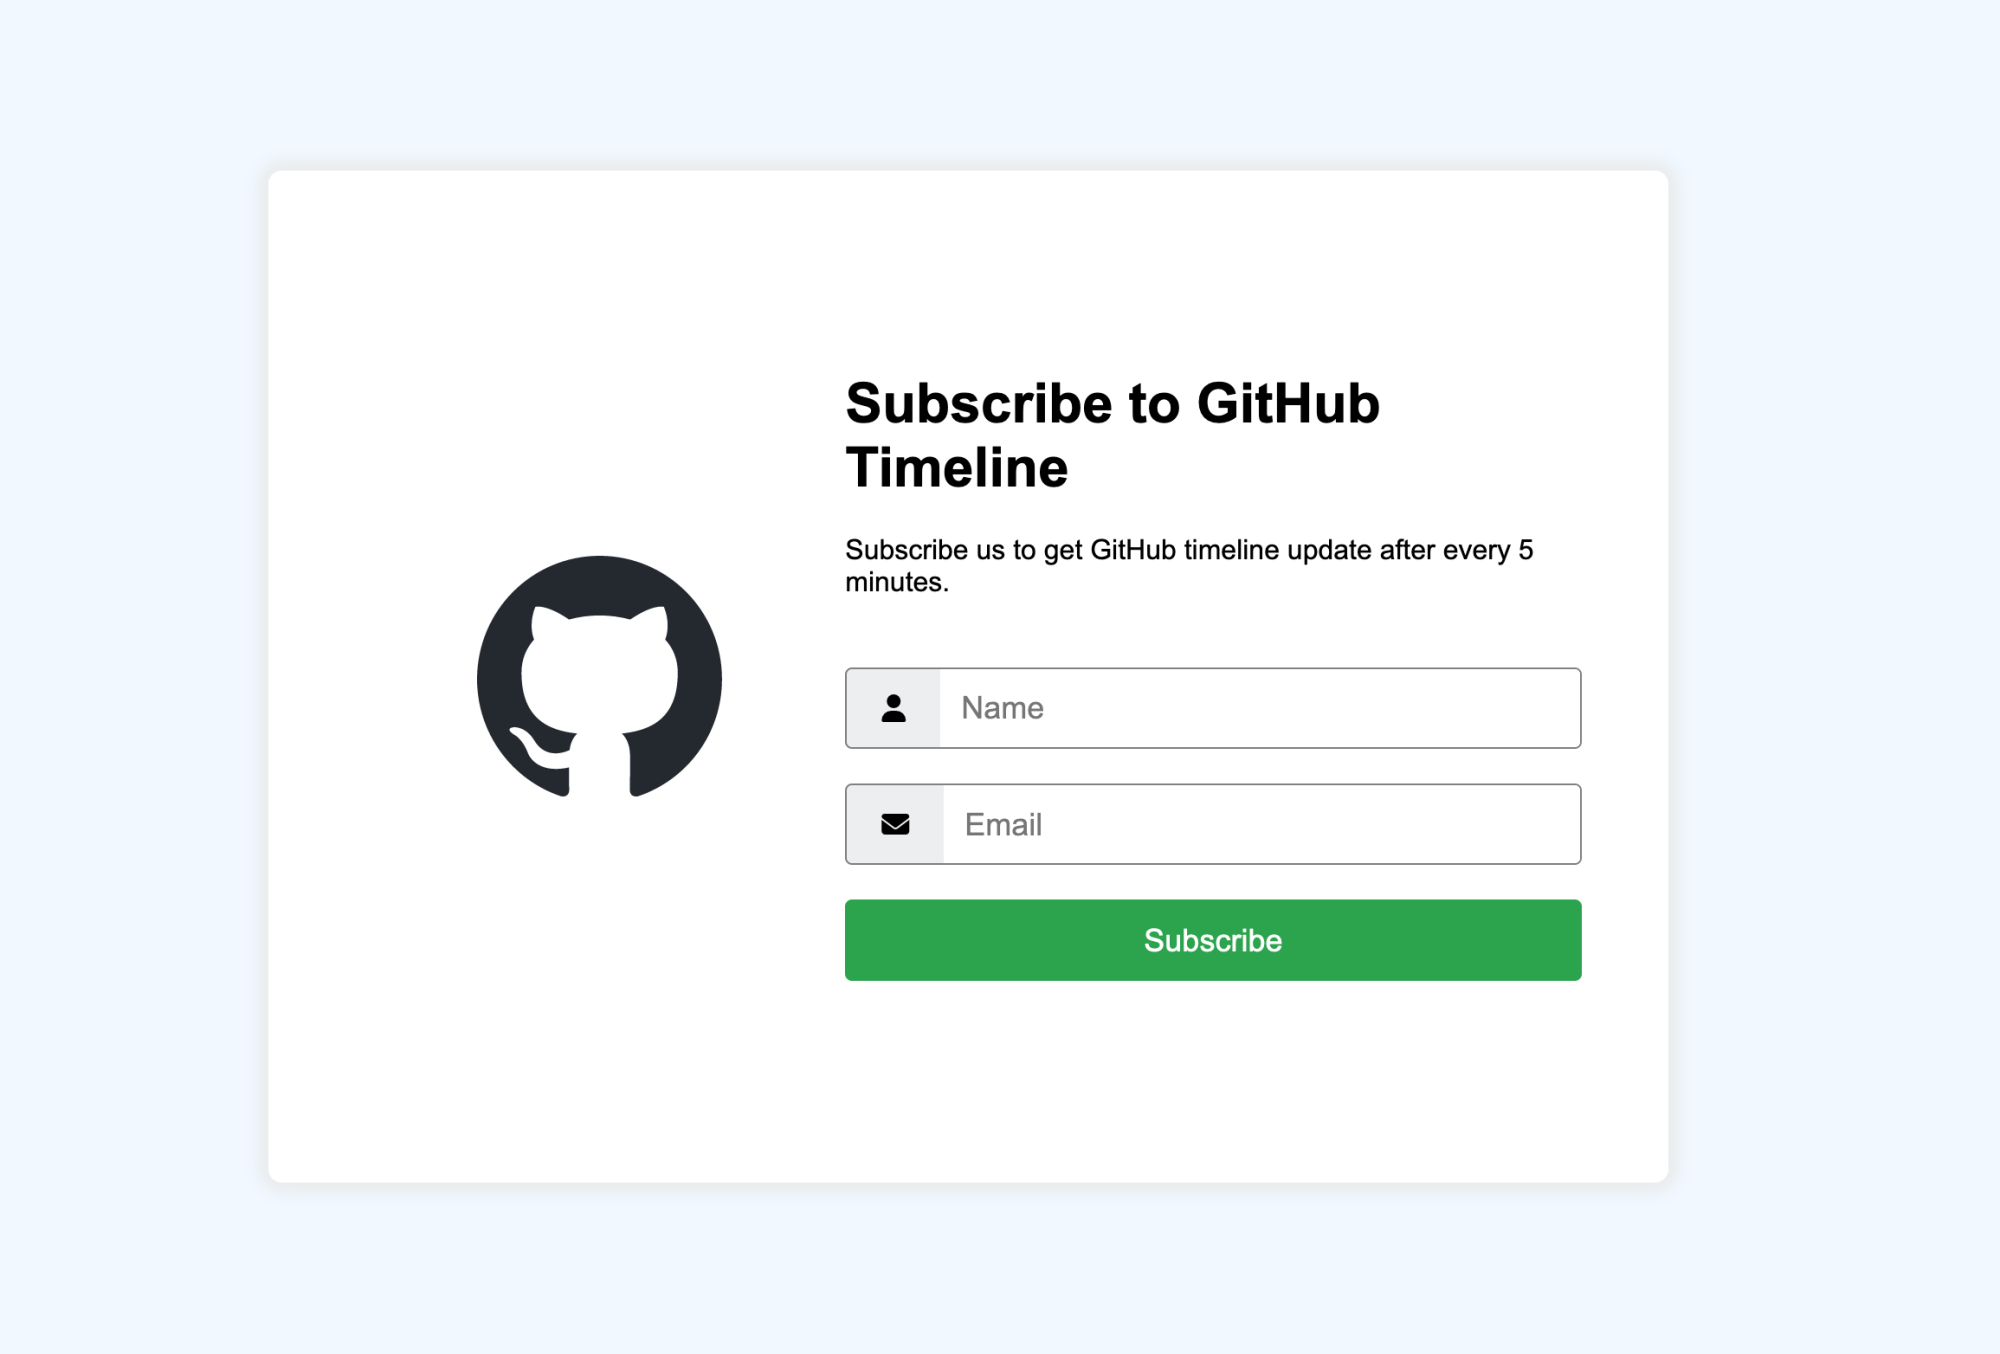 Subscribe to GitHub
Timeline
Subscribe us to get GitHub timeline update after every 5
minutes.
Name
Email
Subscribe